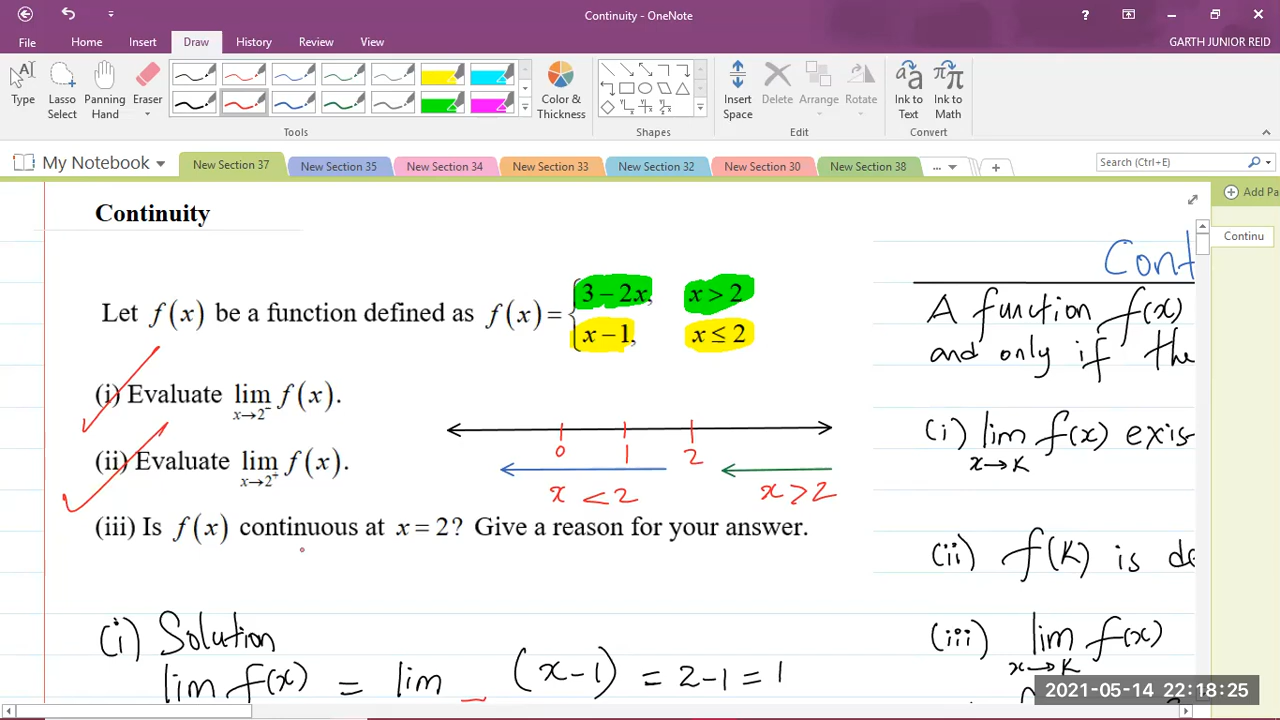 Continuity - OneNote
GARTH JUNIOR REID
File Home Insert Draw History Review View
Type
Lasso Select
Panning Hand
Eraser
Color & Thickness
Insert Space
Delete
Arrange
Rotate
Ink to Text
Ink to Math
Tools Shapes Edit Convert
My Notebook New Section 37 New Section 35 New Section 34 New Section 33 New Section 32 New Section 30 New Section 38 ... Search (Ctrl+E)
Add Pa
Continu
Continuity
Let f(x) be a function defined as f(x) = { 3 − 2x, x > 2
x − 1, x ≤ 2
(i) Evaluate lim x→2⁻ f(x).
(ii) Evaluate lim x→2⁺ f(x).
0 1 2
x < 2 x > 2
(iii) Is f(x) continuous at x = 2? Give a reason for your answer.
(i) Solution
lim f(x) = lim (x−1) = 2−1 = 1
Cont
A function f(x)
and only if the
(i) lim x→K f(x) exis
(ii) f(K) is de
(iii) lim x→K f(x)
2021-05-14 22:18:25